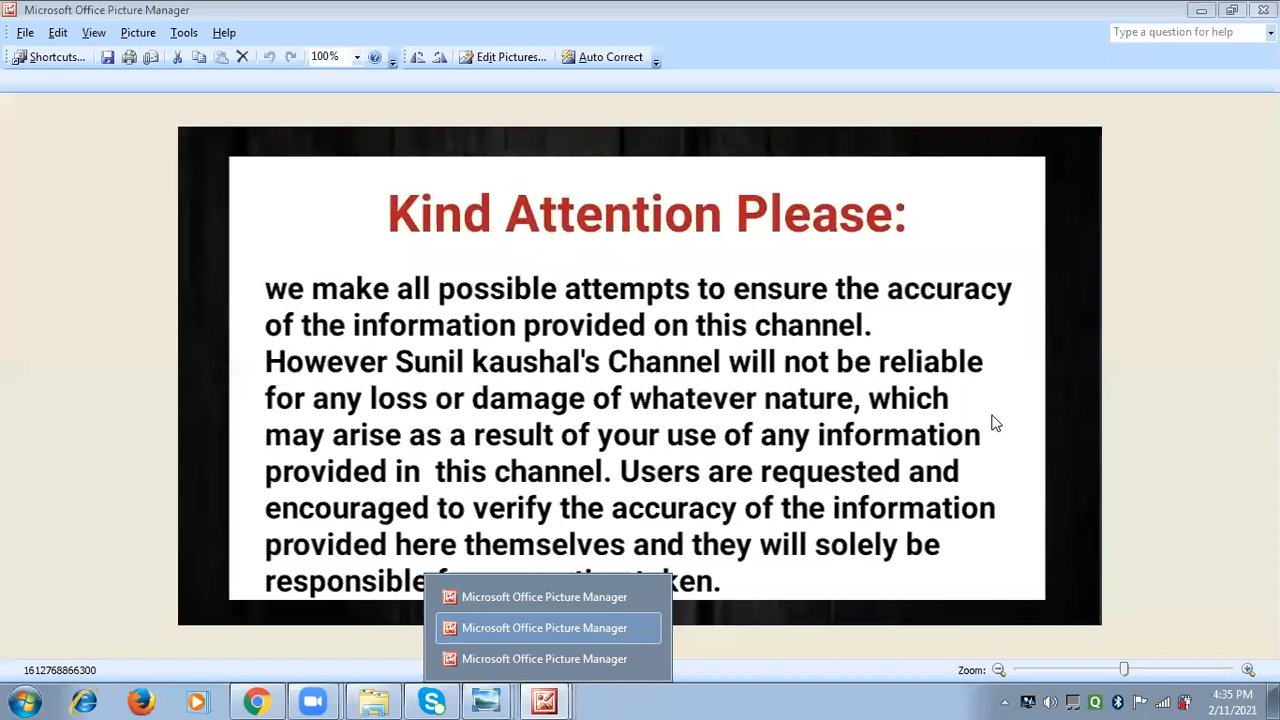 Microsoft Office Picture Manager
File Edit View Picture Tools Help
Type a question for help
Shortcuts... 100% Edit Pictures... Auto Correct
Kind Attention Please:
we make all possible attempts to ensure the accuracy
of the information provided on this channel.
However Sunil kaushal's Channel will not be reliable
for any loss or damage of whatever nature, which
may arise as a result of your use of any information
provided in this channel. Users are requested and
encouraged to verify the accuracy of the information
provided here themselves and they will solely be
responsible
Microsoft Office Picture Manager
Microsoft Office Picture Manager
Microsoft Office Picture Manager
1612768866300
Zoom:
4:35 PM
2/11/2021